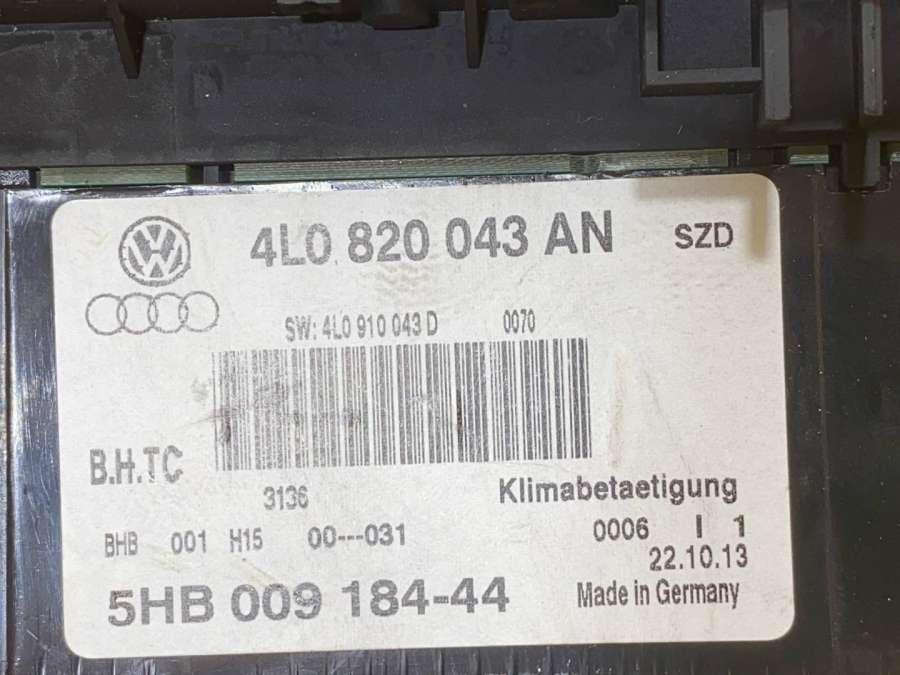 VW
4L0 820 043 AN SZD
SW: 4L0 910 043 D 0070
B.H.TC
3136 Klimabetaetigung
BHB 001 H15 00---031 0006 I 1
22.10.13
5HB 009 184-44 Made in Germany